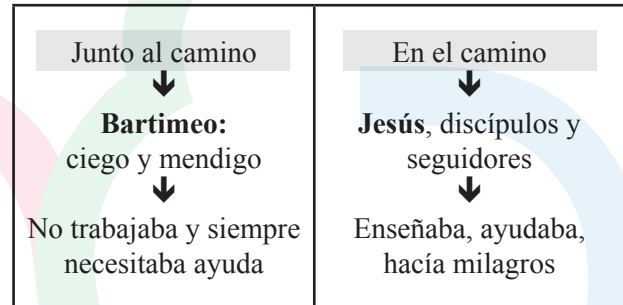 Junto al camino
Bartimeo:
ciego y mendigo
No trabajaba y siempre
necesitaba ayuda
En el camino
Jesús, discípulos y
seguidores
Enseñaba, ayudaba,
hacía milagros